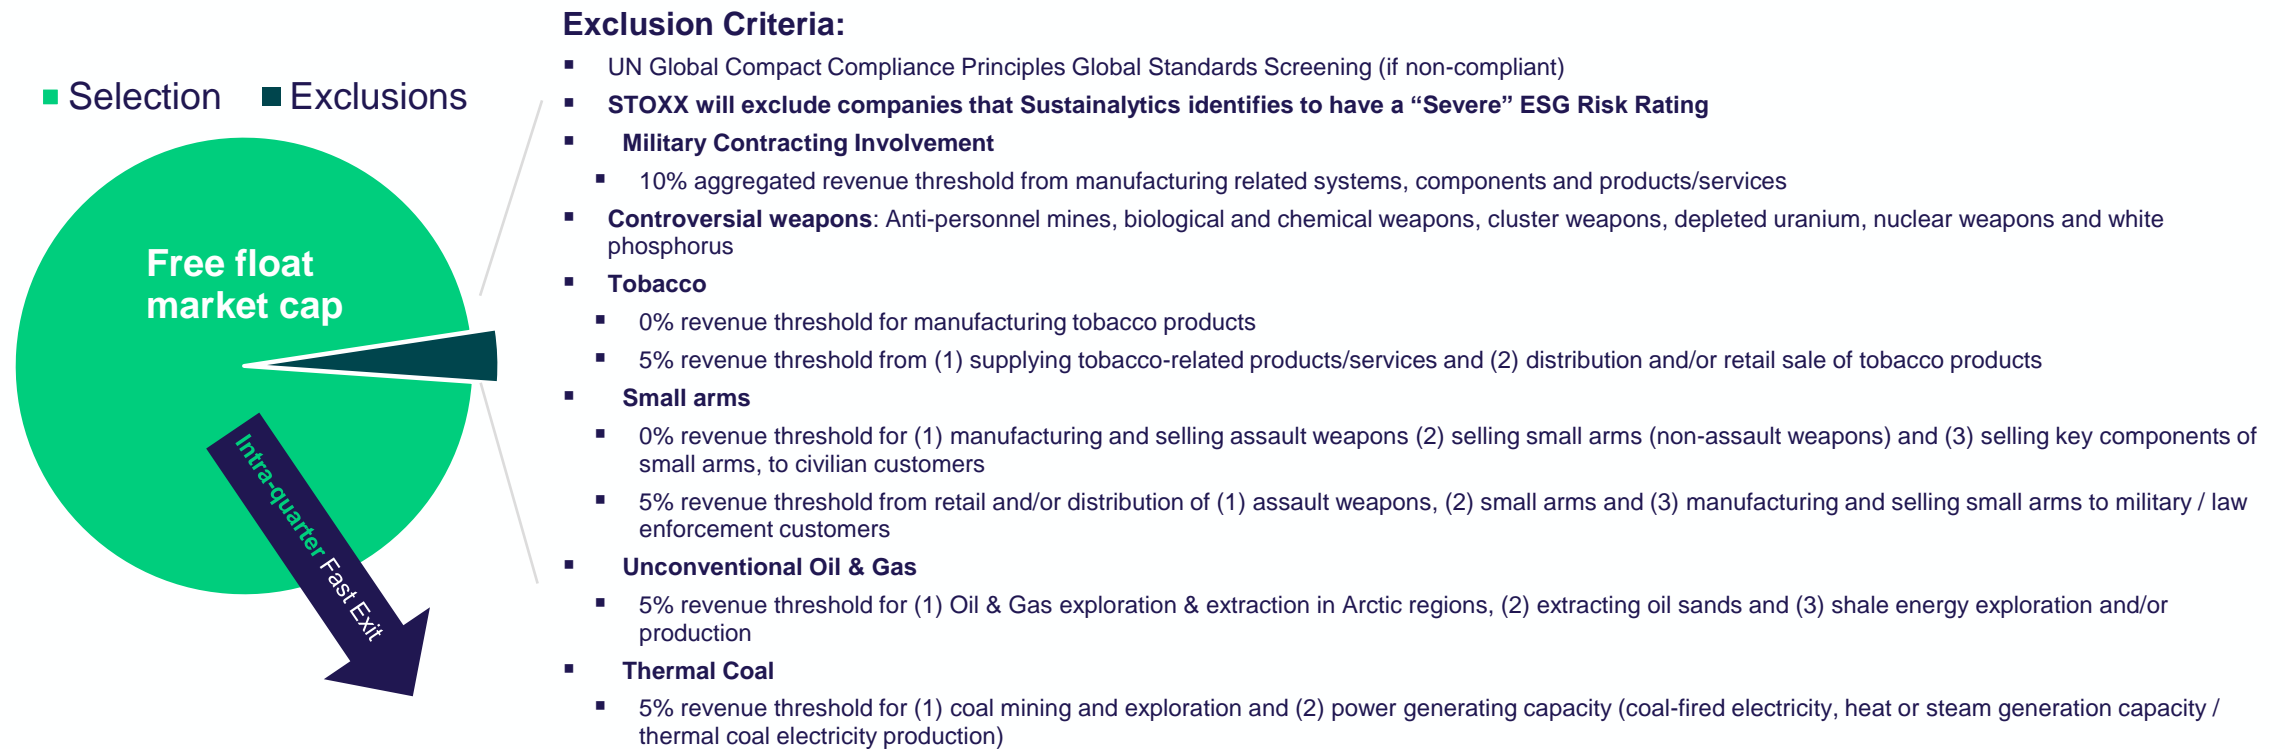 Selection
Exclusions
Free float
market cap
Intra-quarter Fast Exit
Exclusion Criteria:
UN Global Compact Compliance Principles Global Standards Screening (if non-compliant)
STOXX will exclude companies that Sustainalytics identifies to have a “Severe” ESG Risk Rating
Military Contracting Involvement
10% aggregated revenue threshold from manufacturing related systems, components and products/services
Controversial weapons: Anti-personnel mines, biological and chemical weapons, cluster weapons, depleted uranium, nuclear weapons and white
phosphorus
Tobacco
0% revenue threshold for manufacturing tobacco products
5% revenue threshold from (1) supplying tobacco-related products/services and (2) distribution and/or retail sale of tobacco products
Small arms
0% revenue threshold for (1) manufacturing and selling assault weapons (2) selling small arms (non-assault weapons) and (3) selling key components of
small arms, to civilian customers
5% revenue threshold from retail and/or distribution of (1) assault weapons, (2) small arms and (3) manufacturing and selling small arms to military / law
enforcement customers
Unconventional Oil & Gas
5% revenue threshold for (1) Oil & Gas exploration & extraction in Arctic regions, (2) extracting oil sands and (3) shale energy exploration and/or
production
Thermal Coal
5% revenue threshold for (1) coal mining and exploration and (2) power generating capacity (coal-fired electricity, heat or steam generation capacity /
thermal coal electricity production)